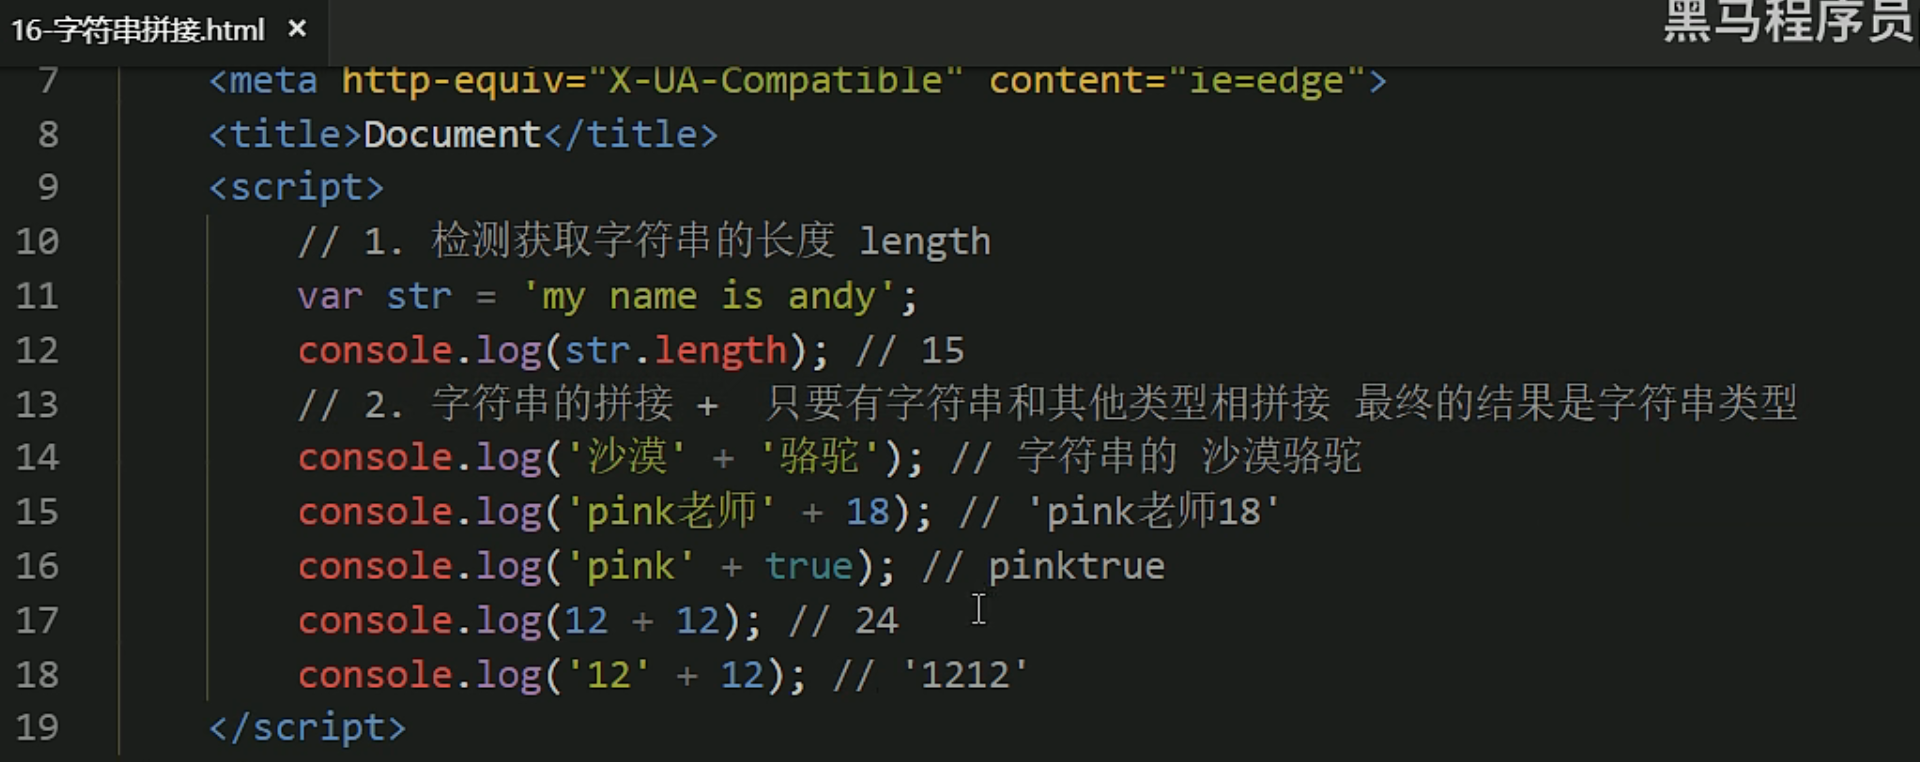 16-字符串拼接.html ×
黑马程序员
7 <meta http-equiv="X-UA-Compatible" content="ie=edge">
8 <title>Document</title>
9 <script>
10 // 1. 检测获取字符串的长度 length
11 var str = 'my name is andy';
12 console.log(str.length); // 15
13 // 2. 字符串的拼接 + 只要有字符串和其他类型相拼接 最终的结果是字符串类型
14 console.log('沙漠' + '骆驼'); // 字符串的 沙漠骆驼
15 console.log('pink老师' + 18); // 'pink老师18'
16 console.log('pink' + true); // pinktrue
17 console.log(12 + 12); // 24
18 console.log('12' + 12); // '1212'
19 </script>